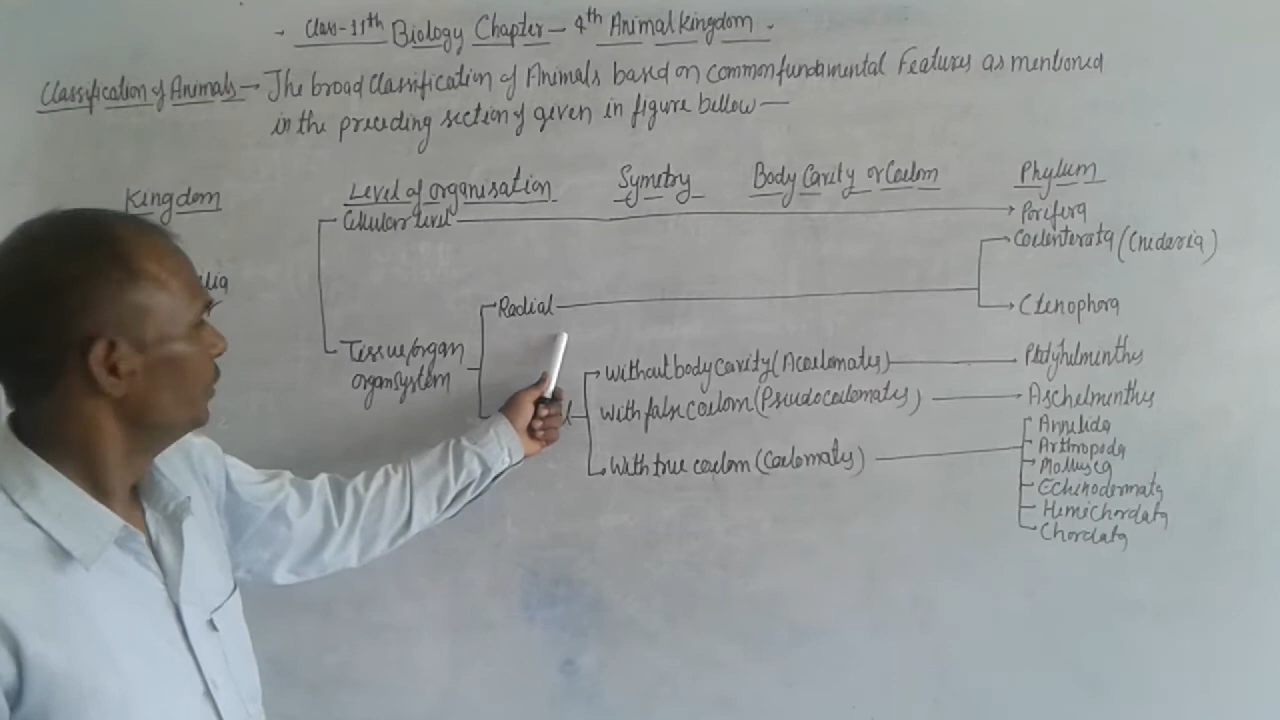 - Class-11th Biology Chapter - 4th Animal kingdom -
Classification of Animals - The broad Classification of Animals based on common fundamental Features as mentioned
in the preceding section of given in figure bellow -
Kingdom
Level of organisation
Symetry
Body Cavity or Coelom
Phylum
Cellular level
Porifera
Coelenterata (Cnidaria)
Radial
Ctenophora
Tissue/organ
organ system
without body cavity (Acoelomates)
Platyhelminthes
With false coelom (Pseudocoelomates)
Aschelminthes
With true coelom (Coelomates)
Annelida
Arthropoda
Mollusca
Echinodermata
Hemichordata
Chordata